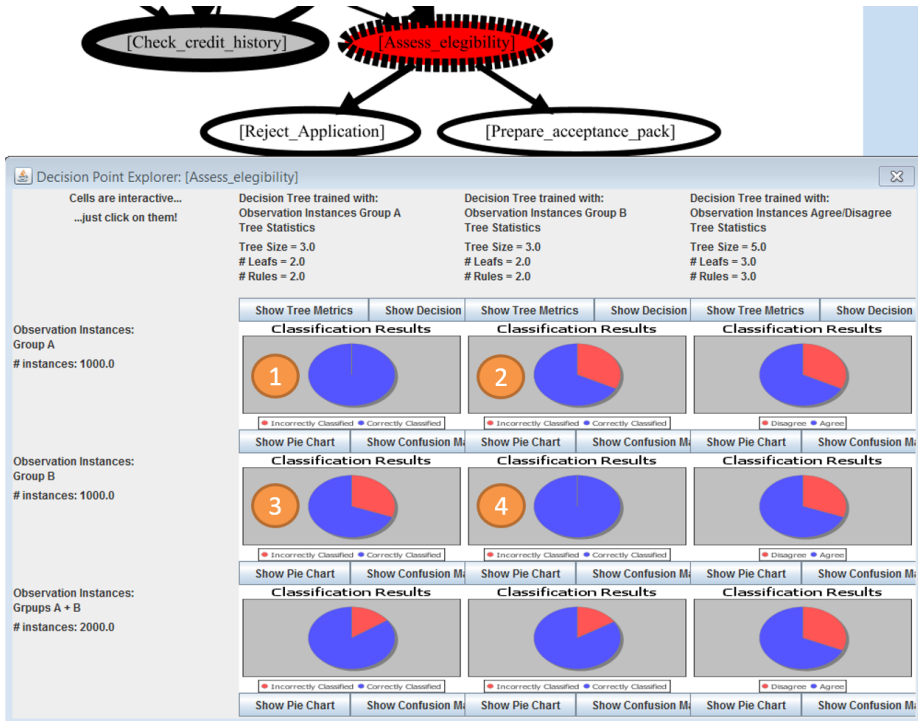 [Check_credit_history]
[Assess_elegibility]
[Reject_Application]
[Prepare_acceptance_pack]
Decision Point Explorer: [Assess_elegibility]
Cells are interactive...
...just click on them!
Decision Tree trained with:
Observation Instances Group A
Tree Statistics
Tree Size = 3.0
# Leafs = 2.0
# Rules = 2.0
Decision Tree trained with:
Observation Instances Group B
Tree Statistics
Tree Size = 3.0
# Leafs = 2.0
# Rules = 2.0
Decision Tree trained with:
Observation Instances Agree/Disagree
Tree Statistics
Tree Size = 5.0
# Leafs = 3.0
# Rules = 3.0
Show Tree Metrics Show Decision Show Tree Metrics Show Decision Show Tree Metrics Show Decision
Observation Instances:
Group A
# instances: 1000.0
Classification Results
1
Incorrectly Classified Correctly Classified
Classification Results
2
Incorrectly Classified Correctly Classified
Classification Results
Disagree Agree
Show Pie Chart Show Confusion Ma Show Pie Chart Show Confusion Ma Show Pie Chart Show Confusion Ma
Observation Instances:
Group B
# instances: 1000.0
Classification Results
3
Incorrectly Classified Correctly Classified
Classification Results
4
Incorrectly Classified Correctly Classified
Classification Results
Disagree Agree
Show Pie Chart Show Confusion Ma Show Pie Chart Show Confusion Ma Show Pie Chart Show Confusion Ma
Observation Instances:
Grpups A + B
# instances: 2000.0
Classification Results
Incorrectly Classified Correctly Classified
Classification Results
Incorrectly Classified Correctly Classified
Classification Results
Disagree Agree
Show Pie Chart Show Confusion Ma Show Pie Chart Show Confusion Ma Show Pie Chart Show Confusion Ma